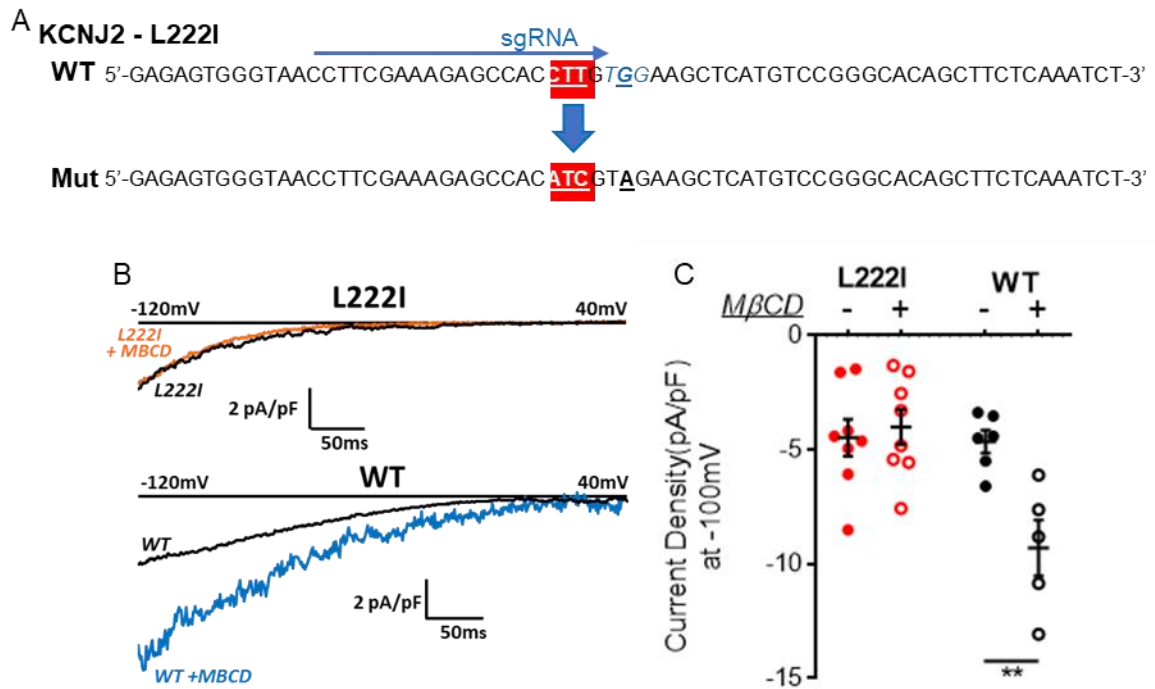 A
KCNJ2 - L222I
sgRNA
WT 5'-GAGAGTGGGTAACCTTCGAAAGAGCCACCTTGTGGAAGCTCATGTCCGGGCACAGCTTCTCAAATCT-3'
Mut 5'-GAGAGTGGGTAACCTTCGAAAGAGCCACATCGTAGAAGCTCATGTCCGGGCACAGCTTCTCAAATCT-3'
B
L222I
-120mV 40mV
L222I
+ MBCD
L222I
2 pA/pF
50ms
WT
-120mV 40mV
WT
2 pA/pF
50ms
WT +MBCD
C
L222I WT
MβCD - + - +
Current Density(pA/pF)
at -100mV
0
-5
-10
-15
**